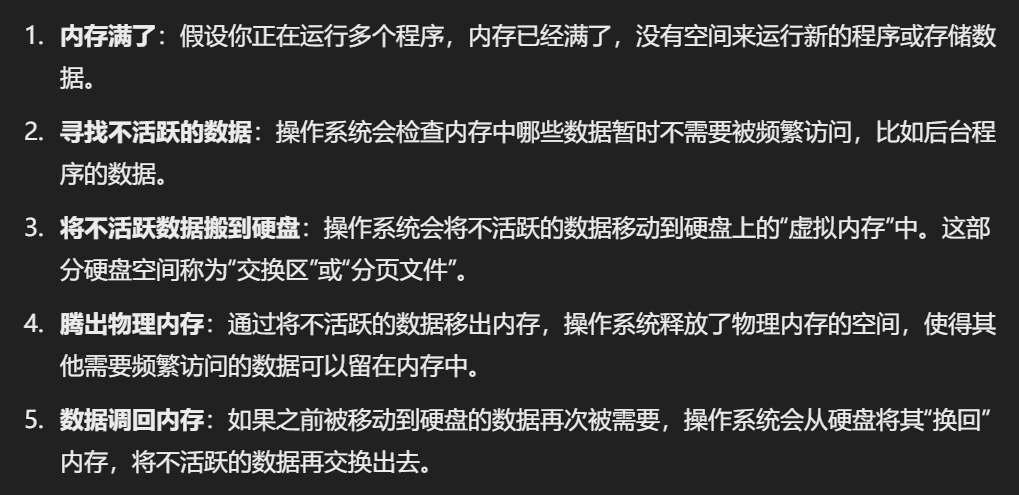 1. 内存满了：假设你正在运行多个程序，内存已经满了，没有空间来运行新的程序或存储数
据。
2. 寻找不活跃的数据：操作系统会检查内存中哪些数据暂时不需要被频繁访问，比如后台程
序的数据。
3. 将不活跃数据搬到硬盘：操作系统会将不活跃的数据移动到硬盘上的“虚拟内存”中。这部
分硬盘空间称为“交换区”或“分页文件”。
4. 腾出物理内存：通过将不活跃的数据移出内存，操作系统释放了物理内存的空间，使得其
他需要频繁访问的数据可以留在内存中。
5. 数据调回内存：如果之前被移动到硬盘的数据再次被需要，操作系统会从硬盘将其“换回”
内存，将不活跃的数据再交换出去。